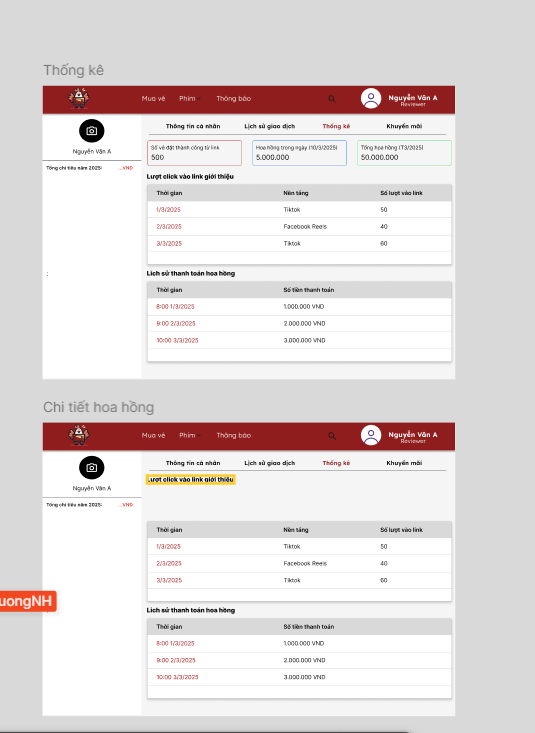 Thống kê
Mua vé Phim Thông báo Nguyễn Văn A
Reviewer
Thông tin cá nhân Lịch sử giao dịch Thống kê Khuyến mãi
Nguyễn Văn A
Tổng chi tiêu năm 2025: ...VND
Số vé đặt thành công từ link
500
Hoa hồng trong ngày (10/3/2025)
5.000.000
Tổng hoa hồng (T3/2025)
50.000.000
Lượt click vào link giới thiệu
Thời gian Nền tảng Số lượt vào link
1/3/2025 Tiktok 50
2/3/2025 Facebook Reels 40
3/3/2025 Tiktok 60
:
Lich sử thanh toán hoa hồng
Thời gian Số tiền thanh toán
8:00 1/3/2025 1.000.000 VND
9:00 2/3/2025 2.000.000 VND
10:00 3/3/2025 3.000.000 VND
Chi tiết hoa hồng
Mua vé Phim Thông báo Nguyễn Văn A
Reviewer
Thông tin cá nhân Lịch sử giao dịch Thống kê Khuyến mãi
Nguyễn Văn A
Tổng chi tiêu năm 2025: ...VND
Lượt click vào link giới thiệu
Thời gian Nền tảng Số lượt vào link
1/3/2025 Tiktok 50
2/3/2025 Facebook Reels 40
3/3/2025 Tiktok 60
uongNH
Lich sử thanh toán hoa hồng
Thời gian Số tiền thanh toán
8:00 1/3/2025 1.000.000 VND
9:00 2/3/2025 2.000.000 VND
10:00 3/3/2025 3.000.000 VND